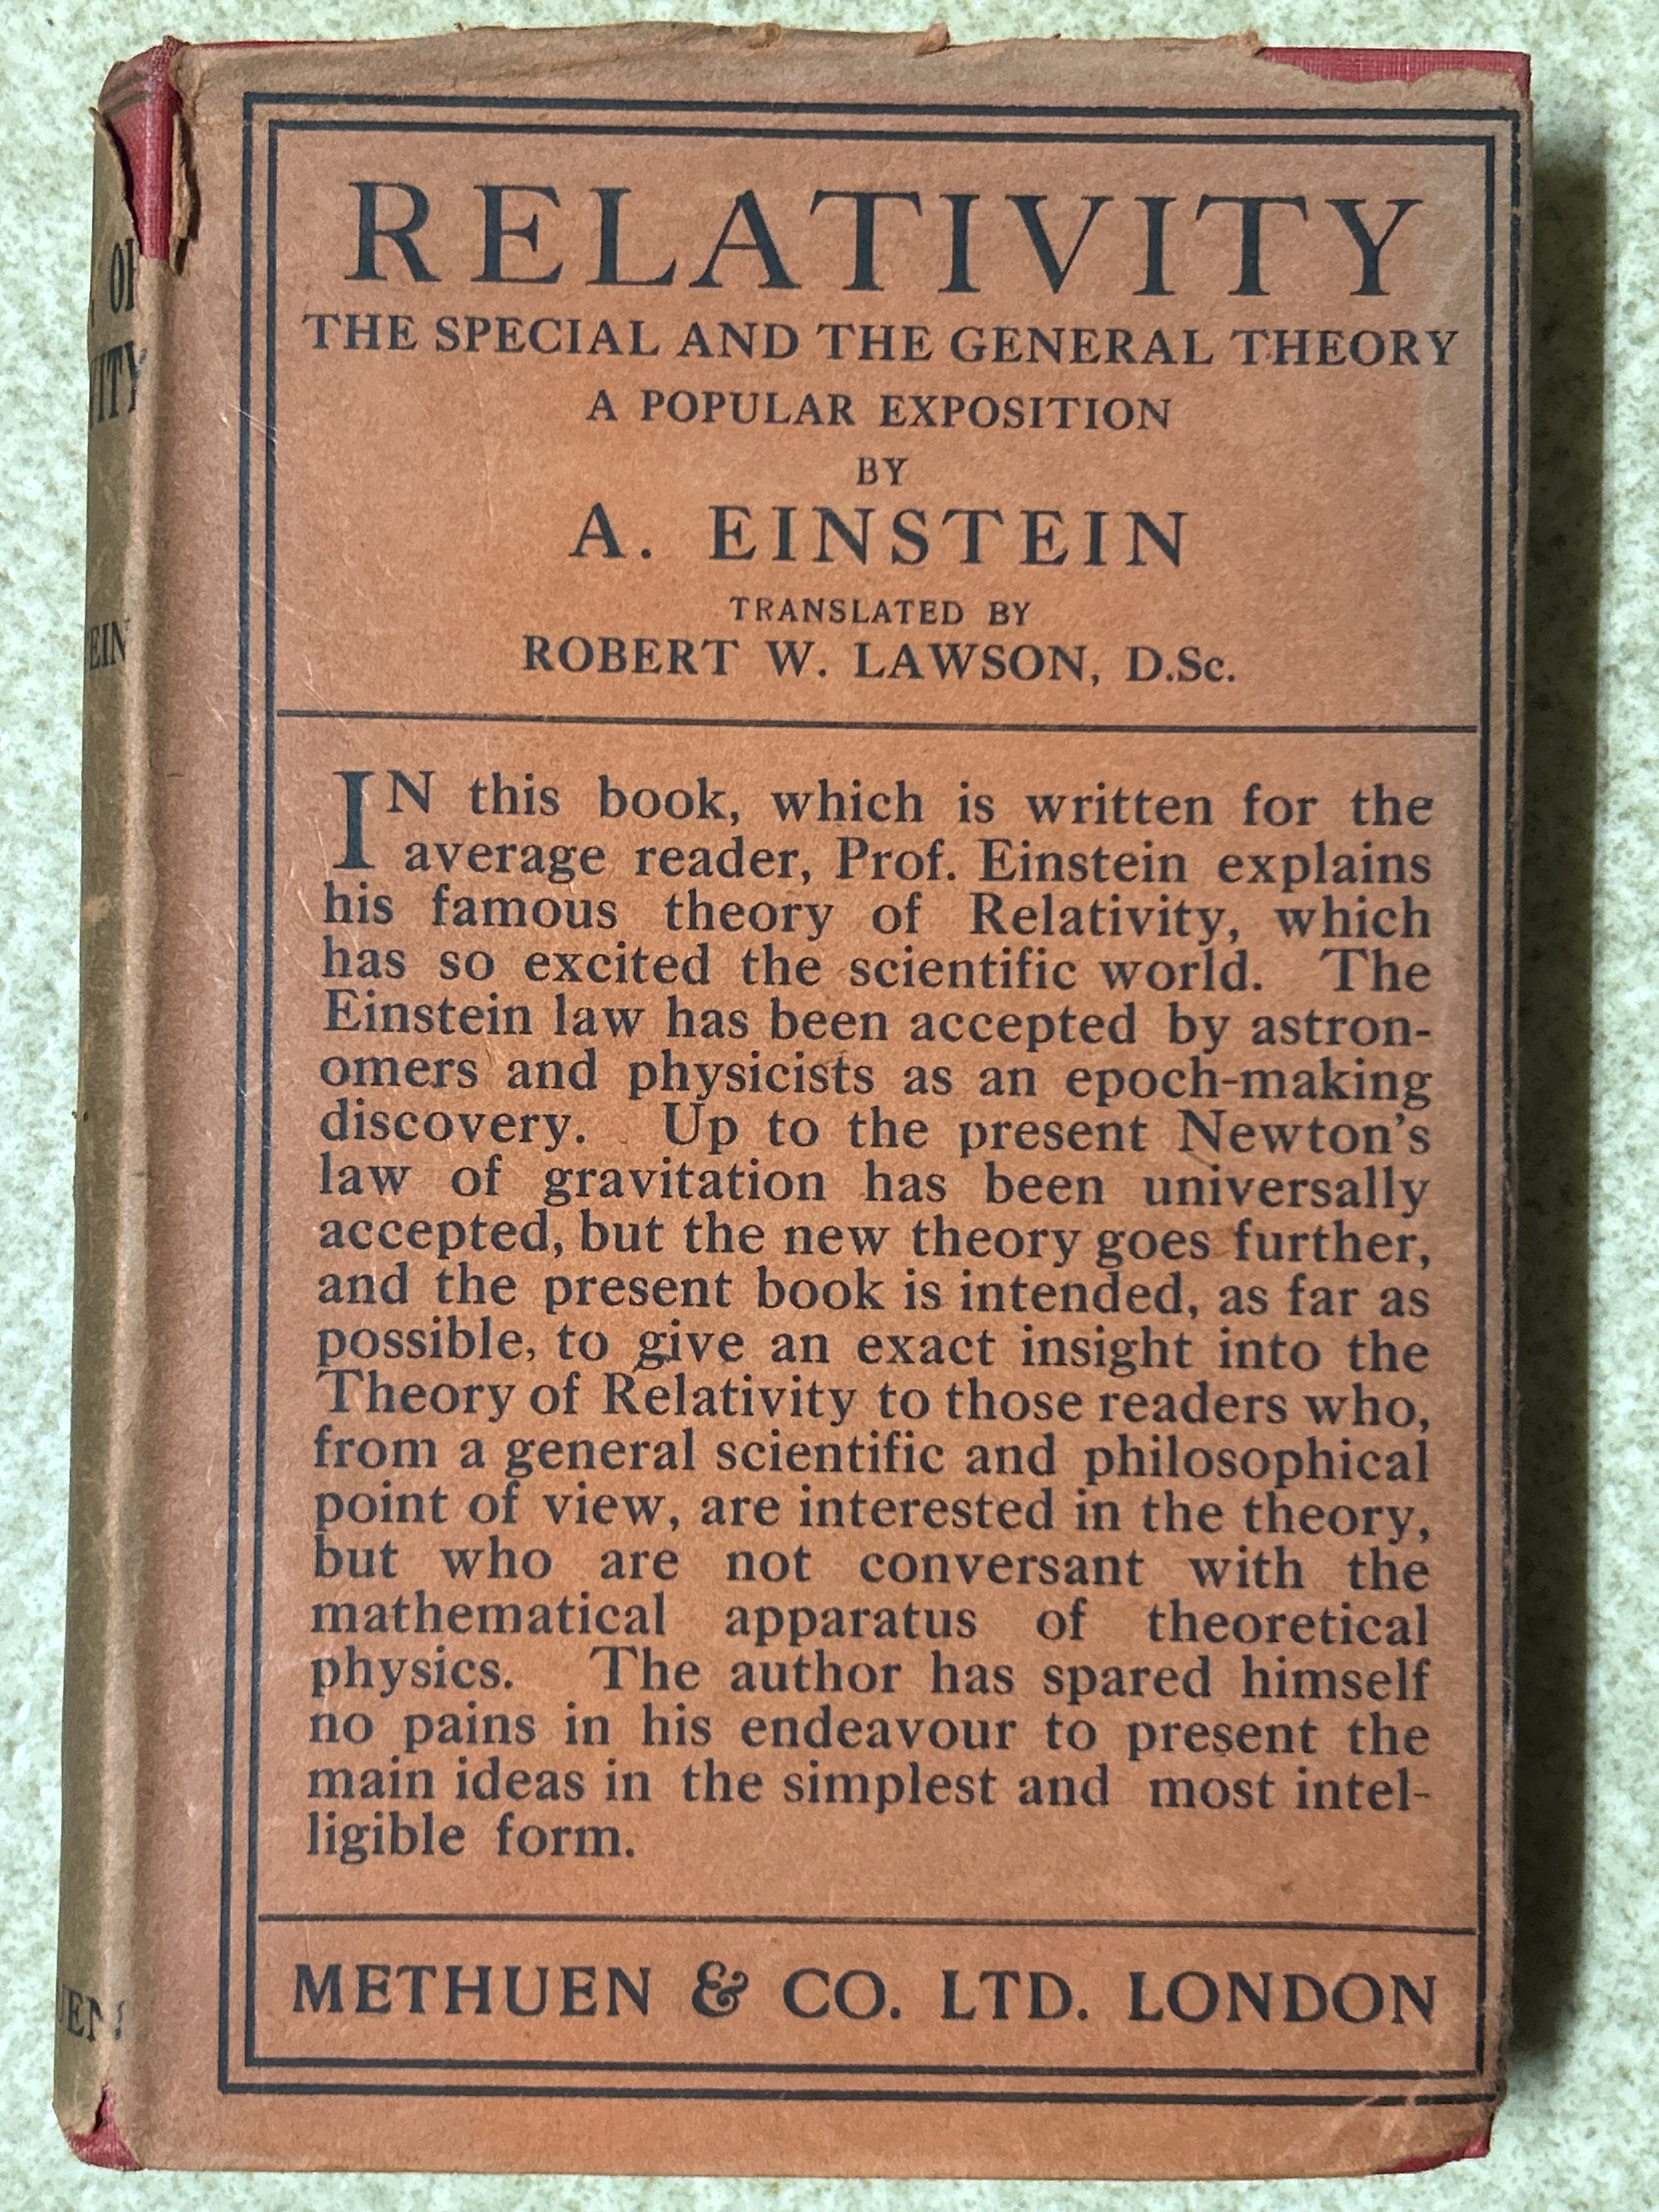 RELATIVITY
THE SPECIAL AND THE GENERAL THEORY
A POPULAR EXPOSITION
BY
A. EINSTEIN
TRANSLATED BY
ROBERT W. LAWSON, D.Sc.
IN this book, which is written for the
average reader, Prof. Einstein explains
his famous theory of Relativity, which
has so excited the scientific world. The
Einstein law has been accepted by astron-
omers and physicists as an epoch-making
discovery. Up to the present Newton's
law of gravitation has been universally
accepted, but the new theory goes further,
and the present book is intended, as far as
possible, to give an exact insight into the
Theory of Relativity to those readers who,
from a general scientific and philosophical
point of view, are interested in the theory,
but who are not conversant with the
mathematical apparatus of theoretical
physics. The author has spared himself
no pains in his endeavour to present the
main ideas in the simplest and most intel-
ligible form.
METHUEN & CO. LTD. LONDON